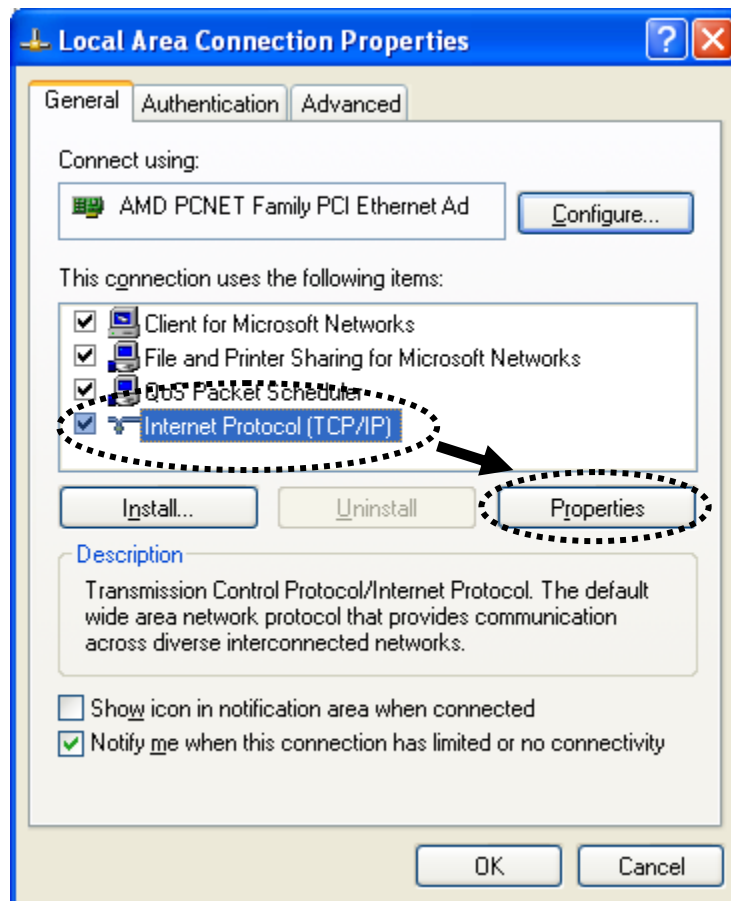 Local Area Connection Properties
General Authentication Advanced
Connect using:
AMD PCNET Family PCI Ethernet Ad
Configure...
This connection uses the following items:
Client for Microsoft Networks
File and Printer Sharing for Microsoft Networks
QoS Packet Scheduler
Internet Protocol (TCP/IP)
Install... Uninstall Properties
Description
Transmission Control Protocol/Internet Protocol. The default
wide area network protocol that provides communication
across diverse interconnected networks.
Show icon in notification area when connected
Notify me when this connection has limited or no connectivity
OK Cancel